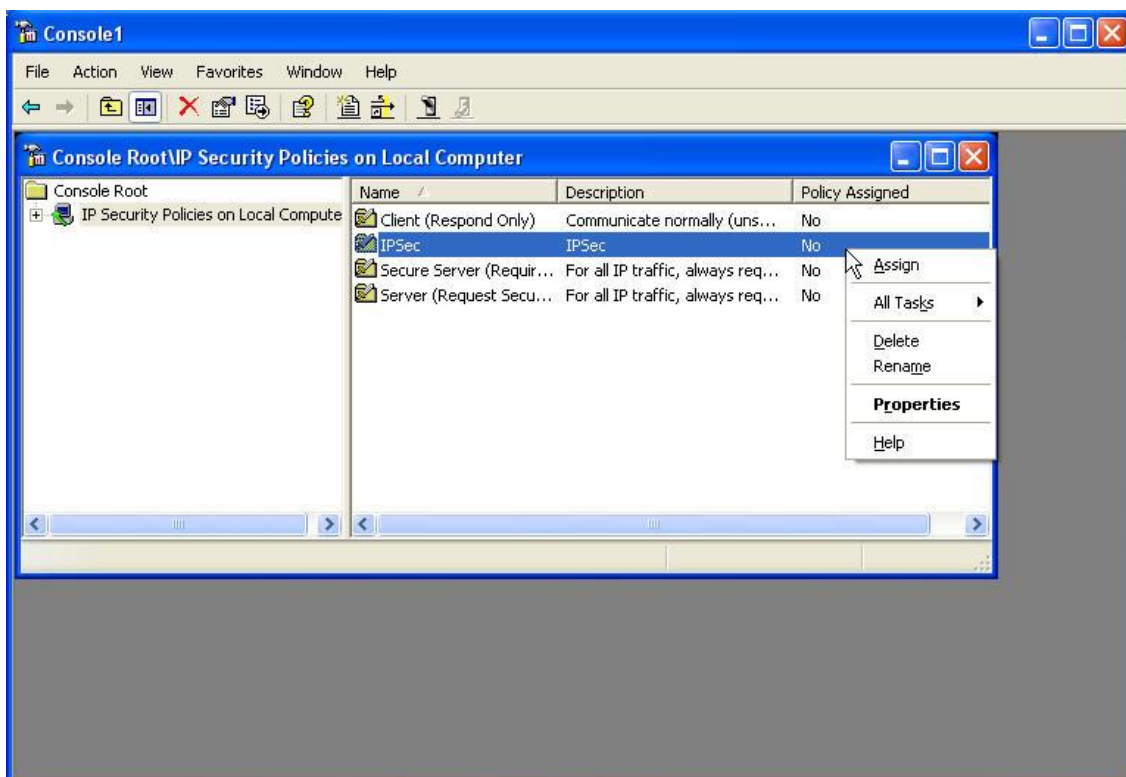 Console1
File Action View Favorites Window Help
Console Root\IP Security Policies on Local Computer
Console Root
IP Security Policies on Local Compute
Name Description Policy Assigned
Client (Respond Only) Communicate normally (uns... No
IPSec IPSec No
Secure Server (Requir... For all IP traffic, always req... No
Server (Request Secu... For all IP traffic, always req... No
Assign
All Tasks
Delete
Rename
Properties
Help